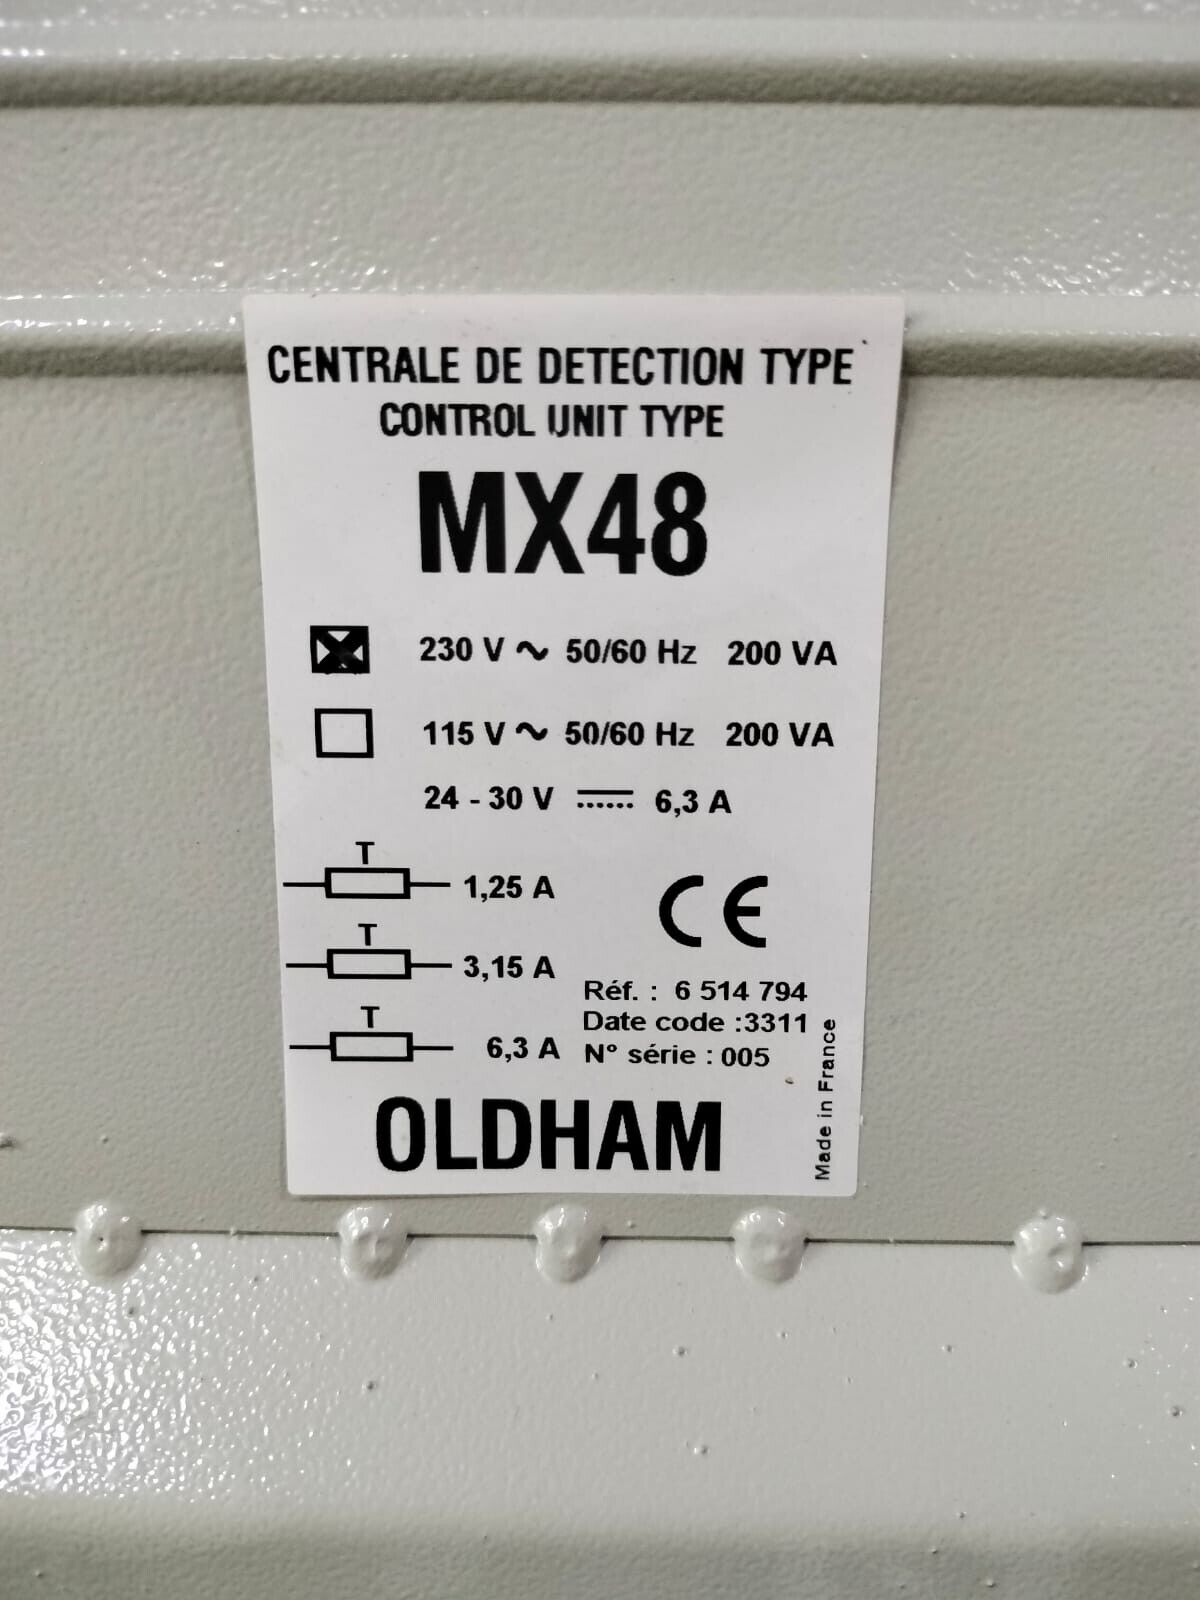 CENTRALE DE DETECTION TYPE
CONTROL UNIT TYPE
MX48
230 V ~ 50/60 Hz 200 VA
115 V ~ 50/60 Hz 200 VA
24 - 30 V ⎓ 6,3 A
T
1,25 A
T
3,15 A
T
6,3 A
CE
Réf. : 6 514 794
Date code :3311
N° série : 005
Made in France
OLDHAM